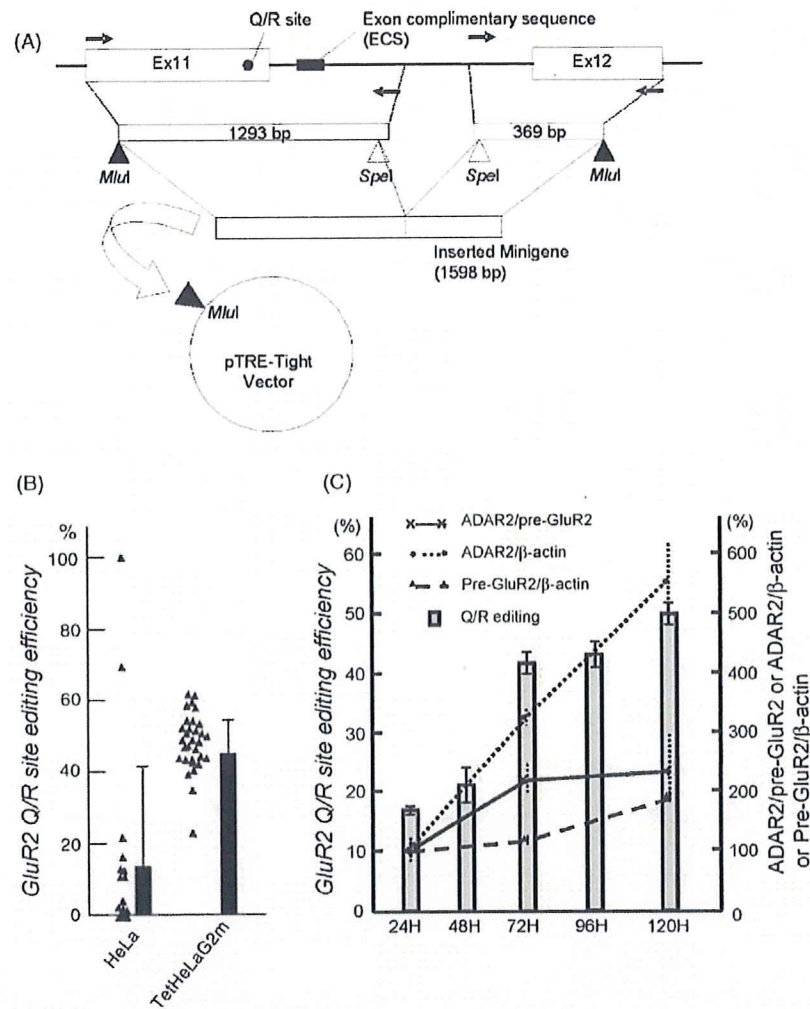 (A)
Q/R site
Exon complimentary sequence
(ECS)
Ex11
Ex12
1293 bp
369 bp
MluI
SpeI
SpeI
MluI
Inserted Minigene
(1598 bp)
MluI
pTRE-Tight
Vector
(B)
%
GluR2 Q/R site editing efficiency
100
80
60
40
20
0
HeLa
TetHeLaG2m
(C)
(%)
GluR2 Q/R site editing efficiency
60
50
40
30
20
10
0
ADAR2/pre-GluR2
ADAR2/β-actin
Pre-GluR2/β-actin
Q/R editing
24H
48H
72H
96H
120H
(%)
600
500
400
300
200
100
0
ADAR2/pre-GluR2 or ADAR2/β-actin
or Pre-GluR2/β-actin